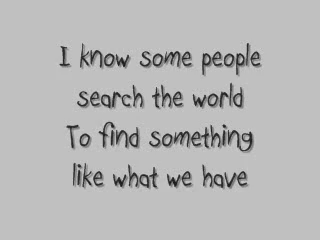 I know some people
search the world
To find something
like what we have